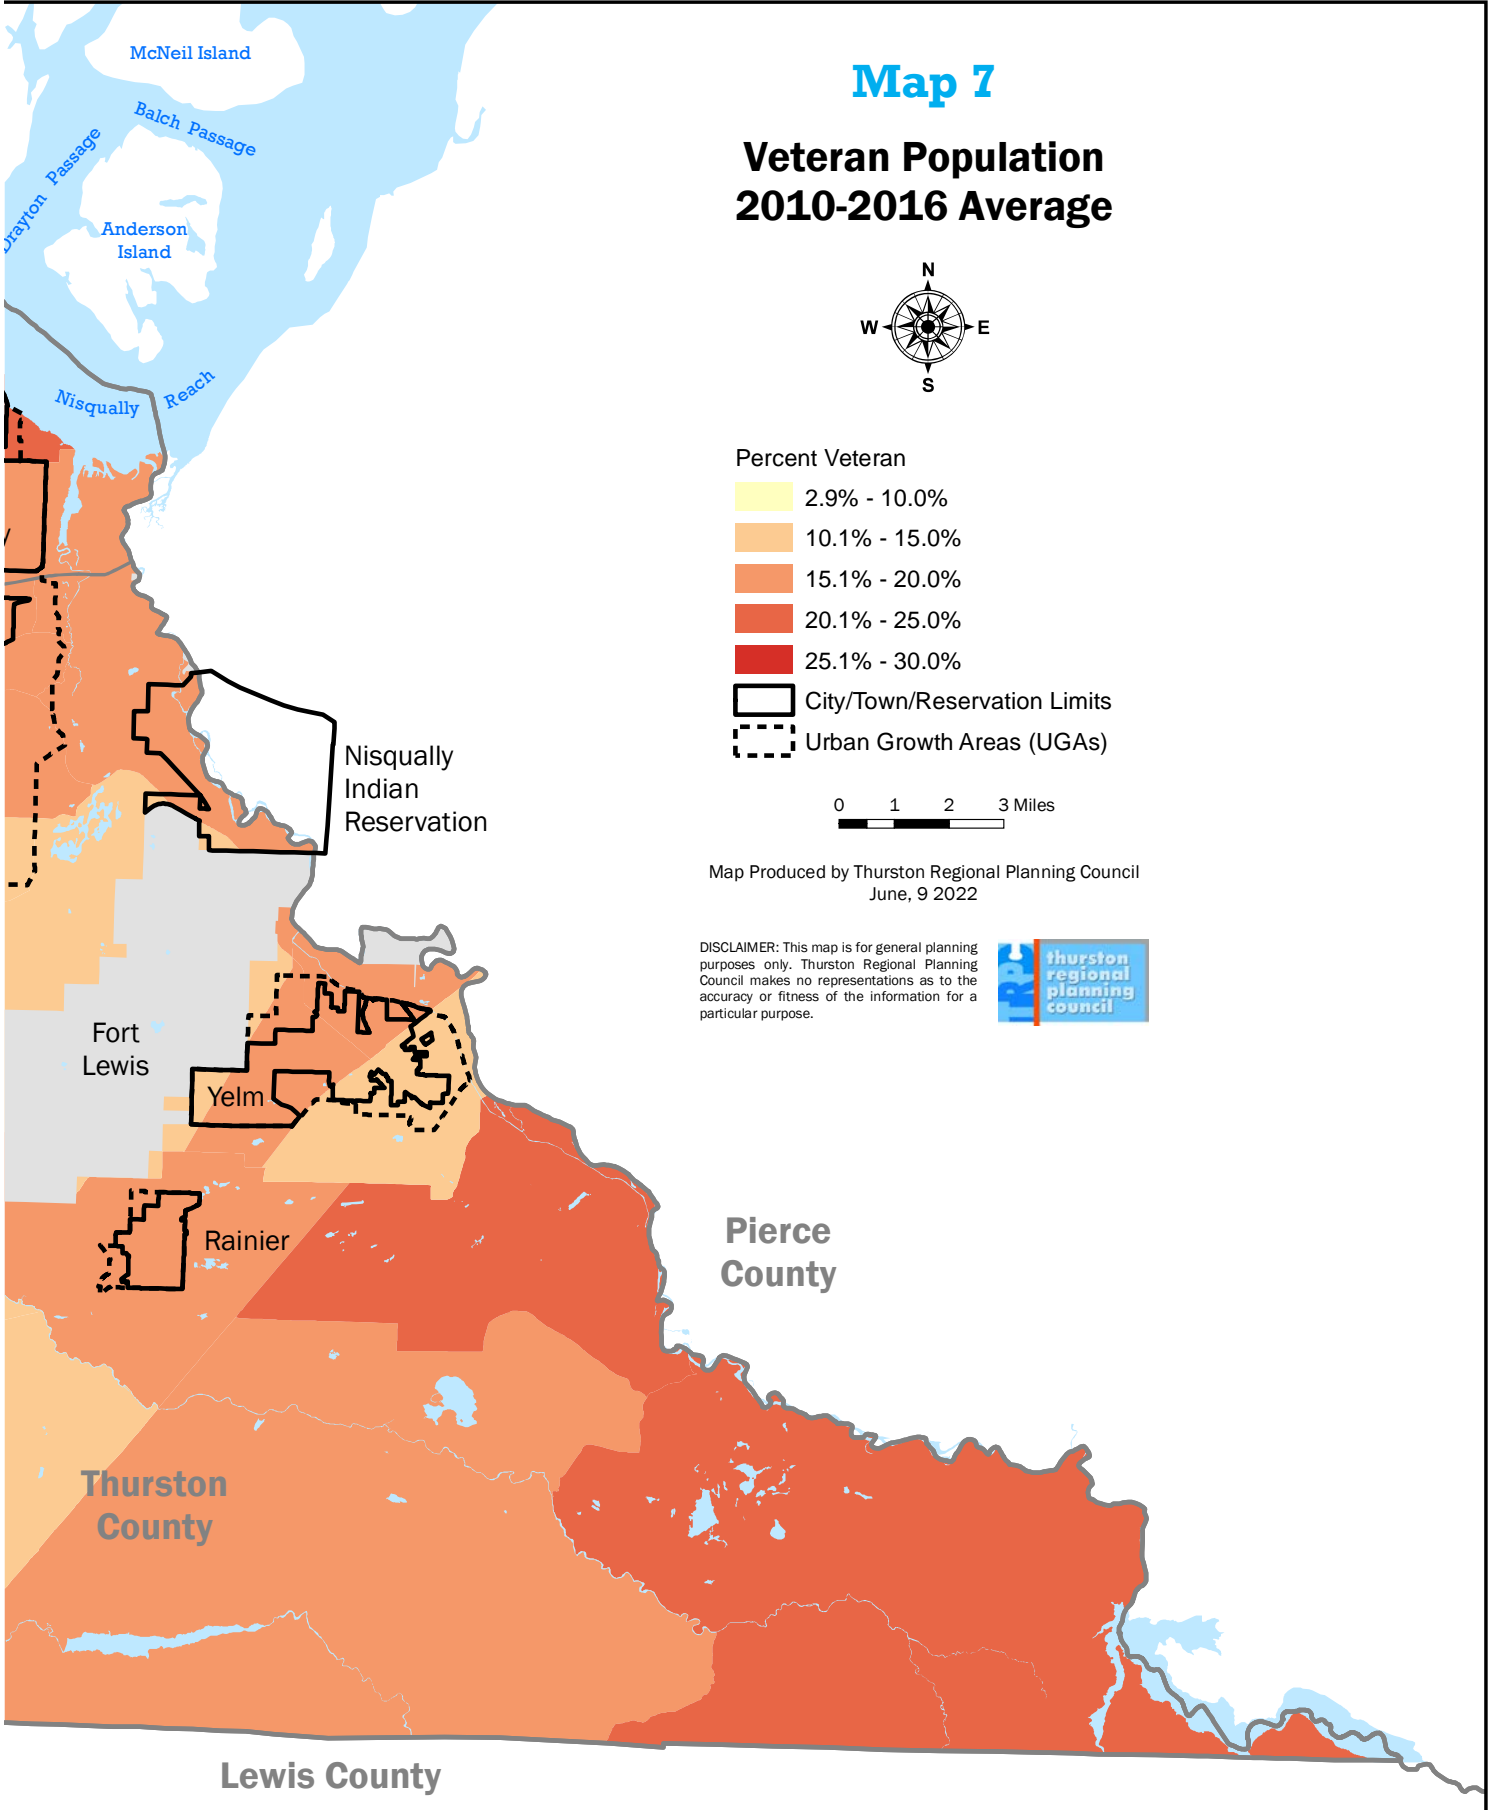 McNeil Island
Balch Passage
Drayton Passage
Anderson
Island
Nisqually Reach
Map 7
Veteran Population
2010-2016 Average
N
W
E
S
Percent Veteran
2.9% - 10.0%
10.1% - 15.0%
15.1% - 20.0%
20.1% - 25.0%
25.1% - 30.0%
City/Town/Reservation Limits
Urban Growth Areas (UGAs)
0 1 2 3 Miles
Map Produced by Thurston Regional Planning Council
June, 9 2022
DISCLAIMER: This map is for general planning
purposes only. Thurston Regional Planning
Council makes no representations as to the
accuracy or fitness of the information for a
particular purpose.
TRPC
thurston
regional
planning
council
Nisqually
Indian
Reservation
Fort
Lewis
Yelm
Rainier
Pierce
County
Thurston
County
Lewis County